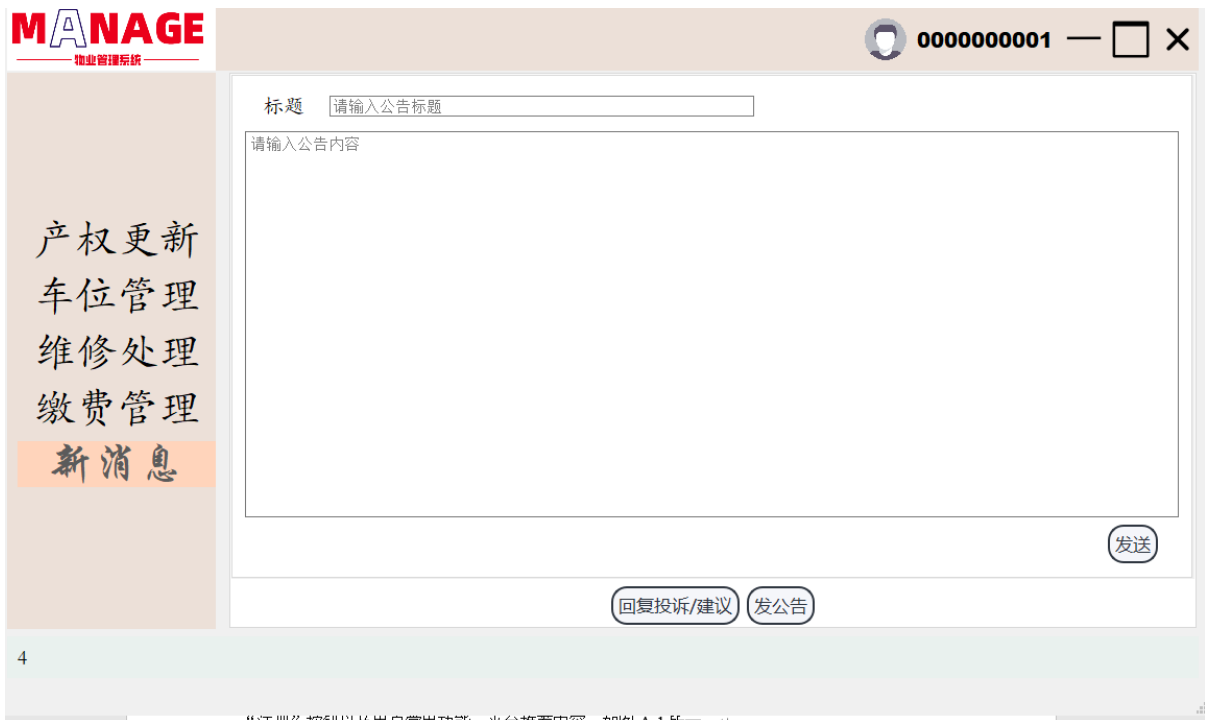 MANAGE
物业管理系统
0000000001
标题
请输入公告标题
请输入公告内容
产权更新
车位管理
维修处理
缴费管理
新消息
发送
回复投诉/建议
发公告
4